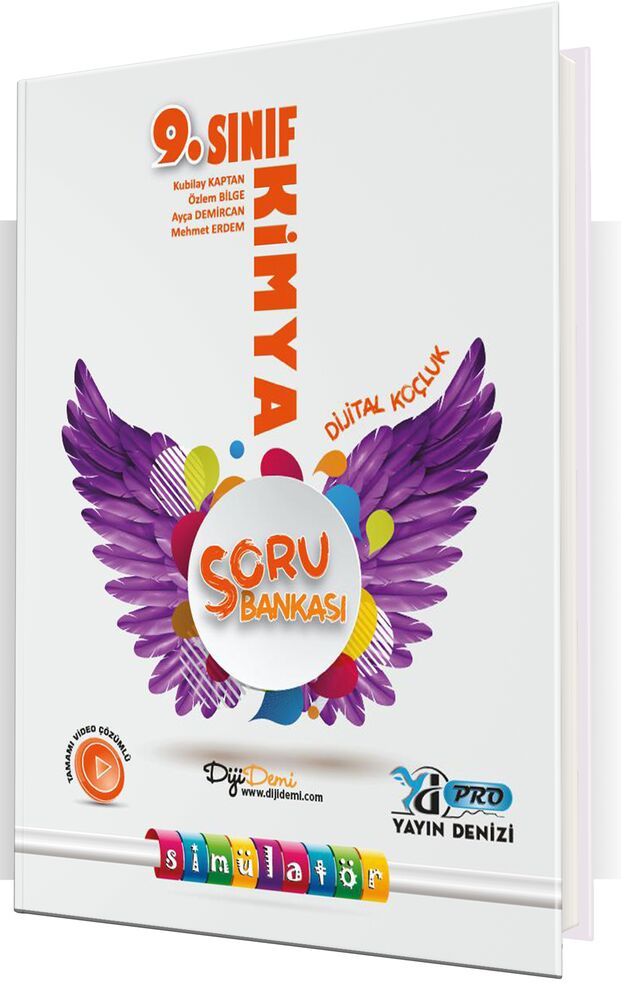 9. SINIF
KİMYA
Kubilay KAPTAN
Özlem BİLGE
Ayça DEMİRCAN
Mehmet ERDEM
DİJİTAL KOÇLUK
SORU
BANKASI
TAMAMI VİDEO ÇÖZÜMLÜ
DijiDemi
www.dijidemi.com
yd PRO
YAYIN DENİZİ
simülatör